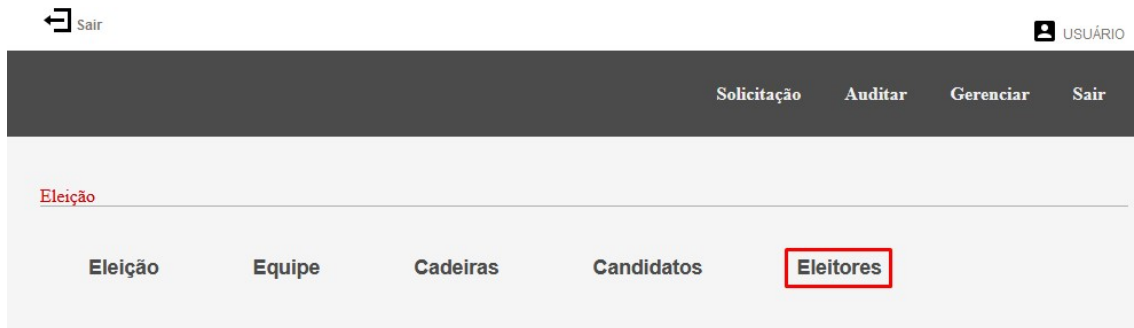 Sair
USUÁRIO
Solicitação Auditar Gerenciar Sair
Eleição
Eleição Equipe Cadeiras Candidatos Eleitores